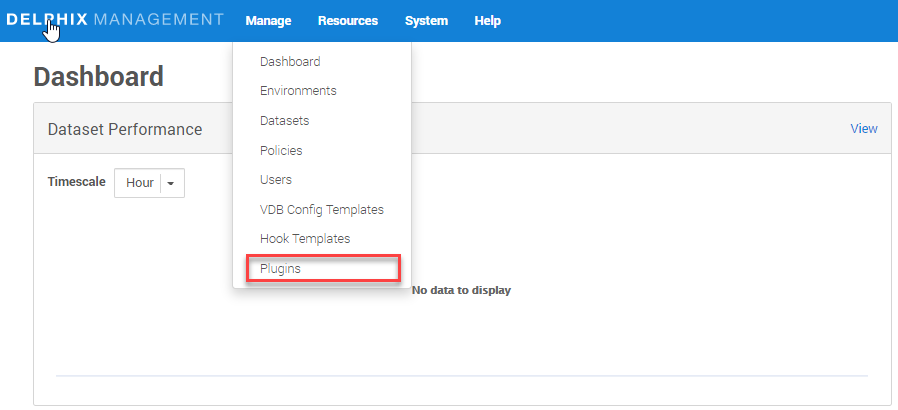 DELPHIX MANAGEMENT Manage Resources System Help
Dashboard
Environments
Datasets
Policies
Users
VDB Config Templates
Hook Templates
Plugins
Dashboard
Dataset Performance View
Timescale Hour
No data to display